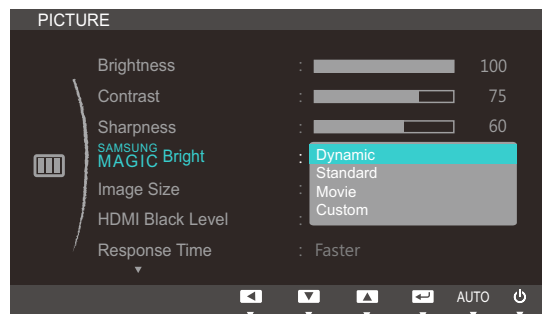 PICTURE
Brightness : 100
Contrast : 75
Sharpness : 60
SAMSUNG
MAGIC Bright : Dynamic
Standard
Movie
Custom
Image Size
HDMI Black Level :
Response Time : Faster
AUTO